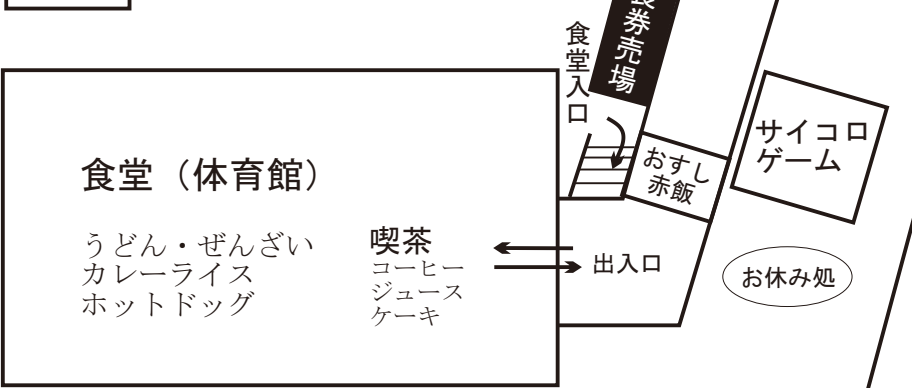 券売場
食堂入口
サイコロ
ゲーム
おすし
赤飯
食堂（体育館）
うどん・ぜんざい
カレーライス
ホットドッグ
喫茶
コーヒー
ジュース
ケーキ
出入口
お休み処